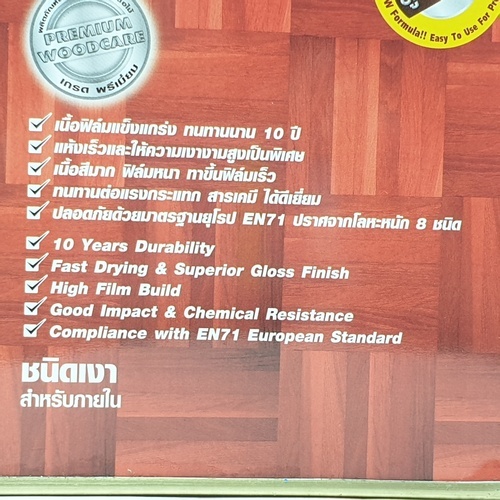 PREMIUM
WOODCARE
เกรด พรีเมี่ยม
W Formula!! Easy To Use For Pr
เนื้อฟิล์มแข็งแกร่ง ทนทานนาน 10 ปี
แห้งเร็วและให้ความเงางามสูงเป็นพิเศษ
เนื้อสีมาก ฟิล์มหนา ทาขึ้นฟิล์มเร็ว
ทนทานต่อแรงกระแทก สารเคมี ได้ดีเยี่ยม
ปลอดภัยด้วยมาตรฐานยุโรป EN71 ปราศจากโลหะหนัก 8 ชนิด
10 Years Durability
Fast Drying & Superior Gloss Finish
High Film Build
Good Impact & Chemical Resistance
Compliance with EN71 European Standard
ชนิดเงา
สำหรับภายใน